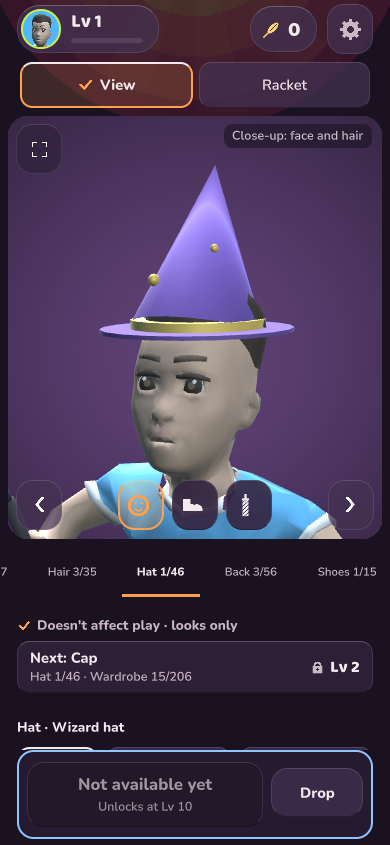 Lv 1
0
View
Racket
Close-up: face and hair
7
Hair 3/35
Hat 1/46
Back 3/56
Shoes 1/15
Doesn't affect play · looks only
Next: Cap
Lv 2
Hat 1/46 · Wardrobe 15/206
Hat · Wizard hat
Not available yet
Unlocks at Lv 10
Drop